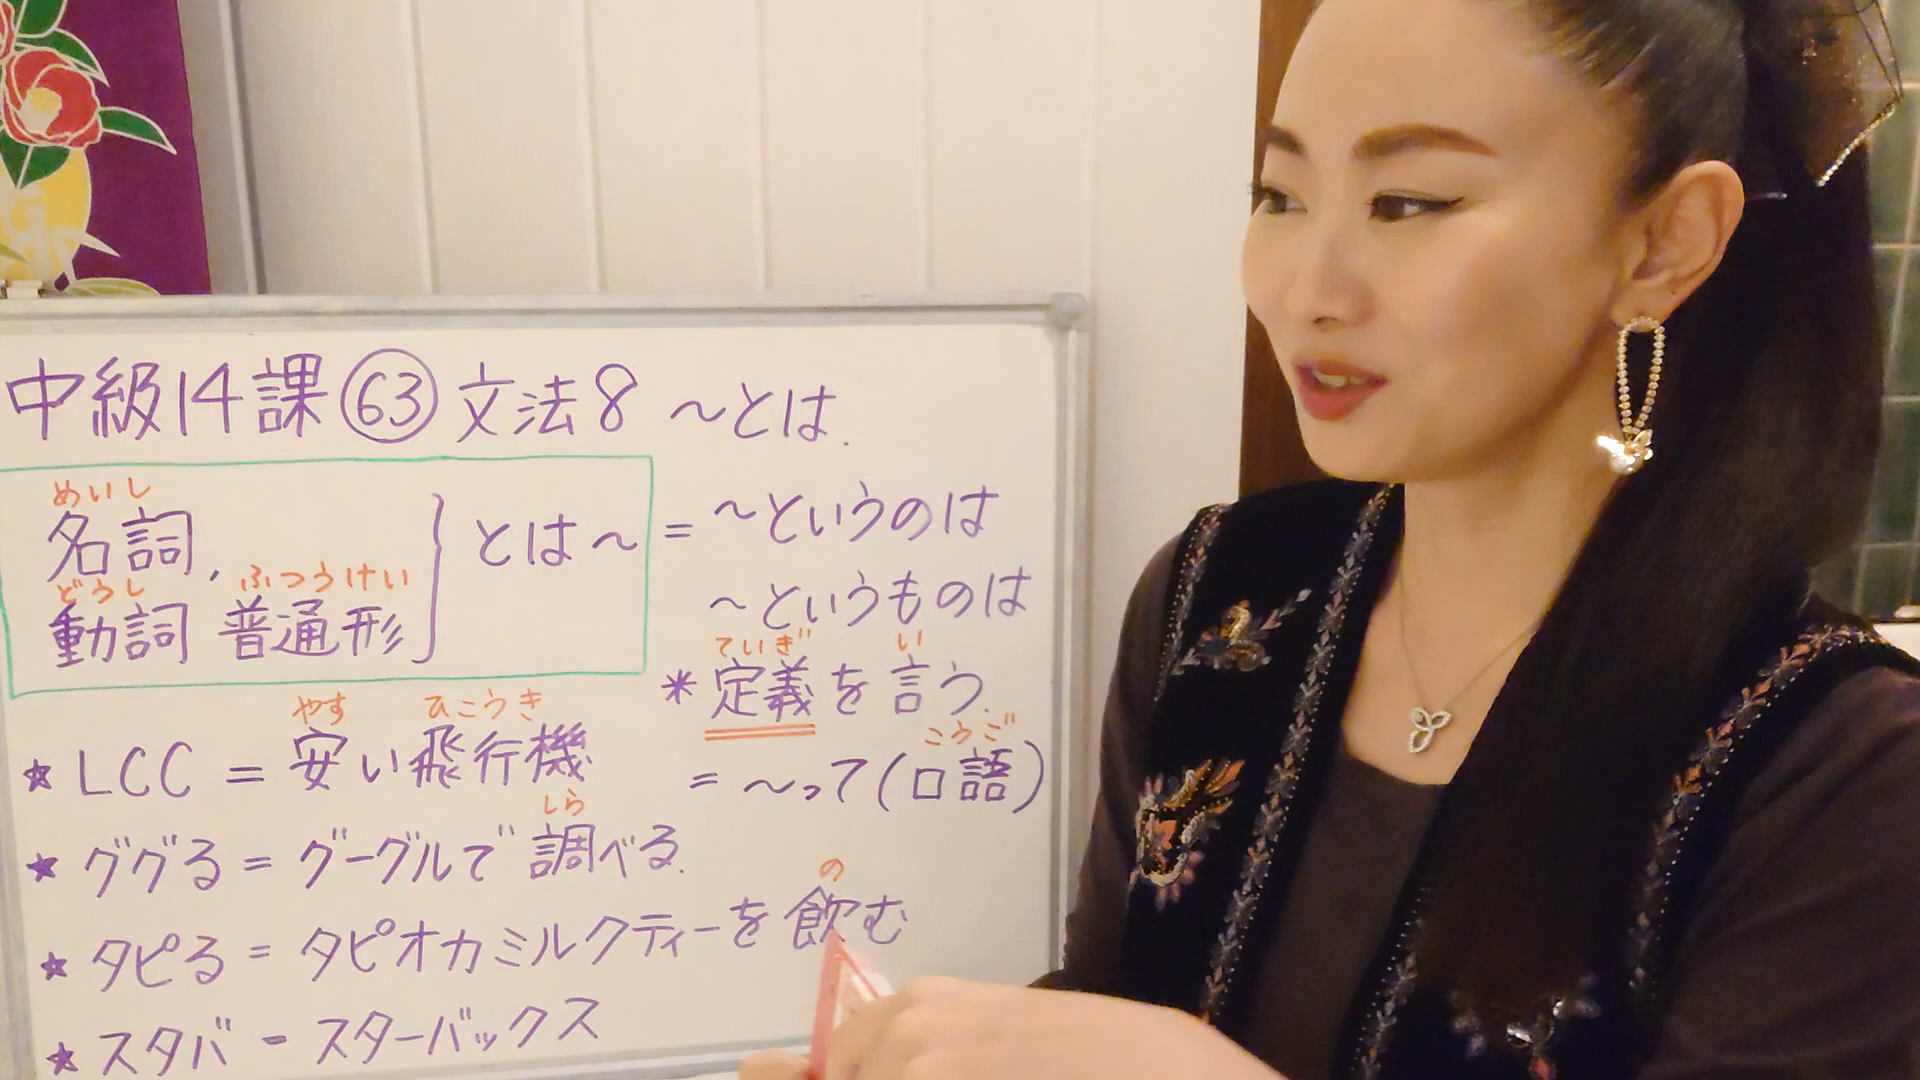 中級14課㊿63文法8 〜とは.
めいし
名詞,
どうし ふつうけい
動詞 普通形
とは〜
= 〜というのは
〜というものは
ていぎ い
*定義を言う.
こうご
= 〜って(口語)
やす ひこうき
★ LCC = 安い飛行機
しら
★ ググる = グーグルで調べる.
の
★ タピる = タピオカミルクティーを飲む
★ スタバ - スターバックス